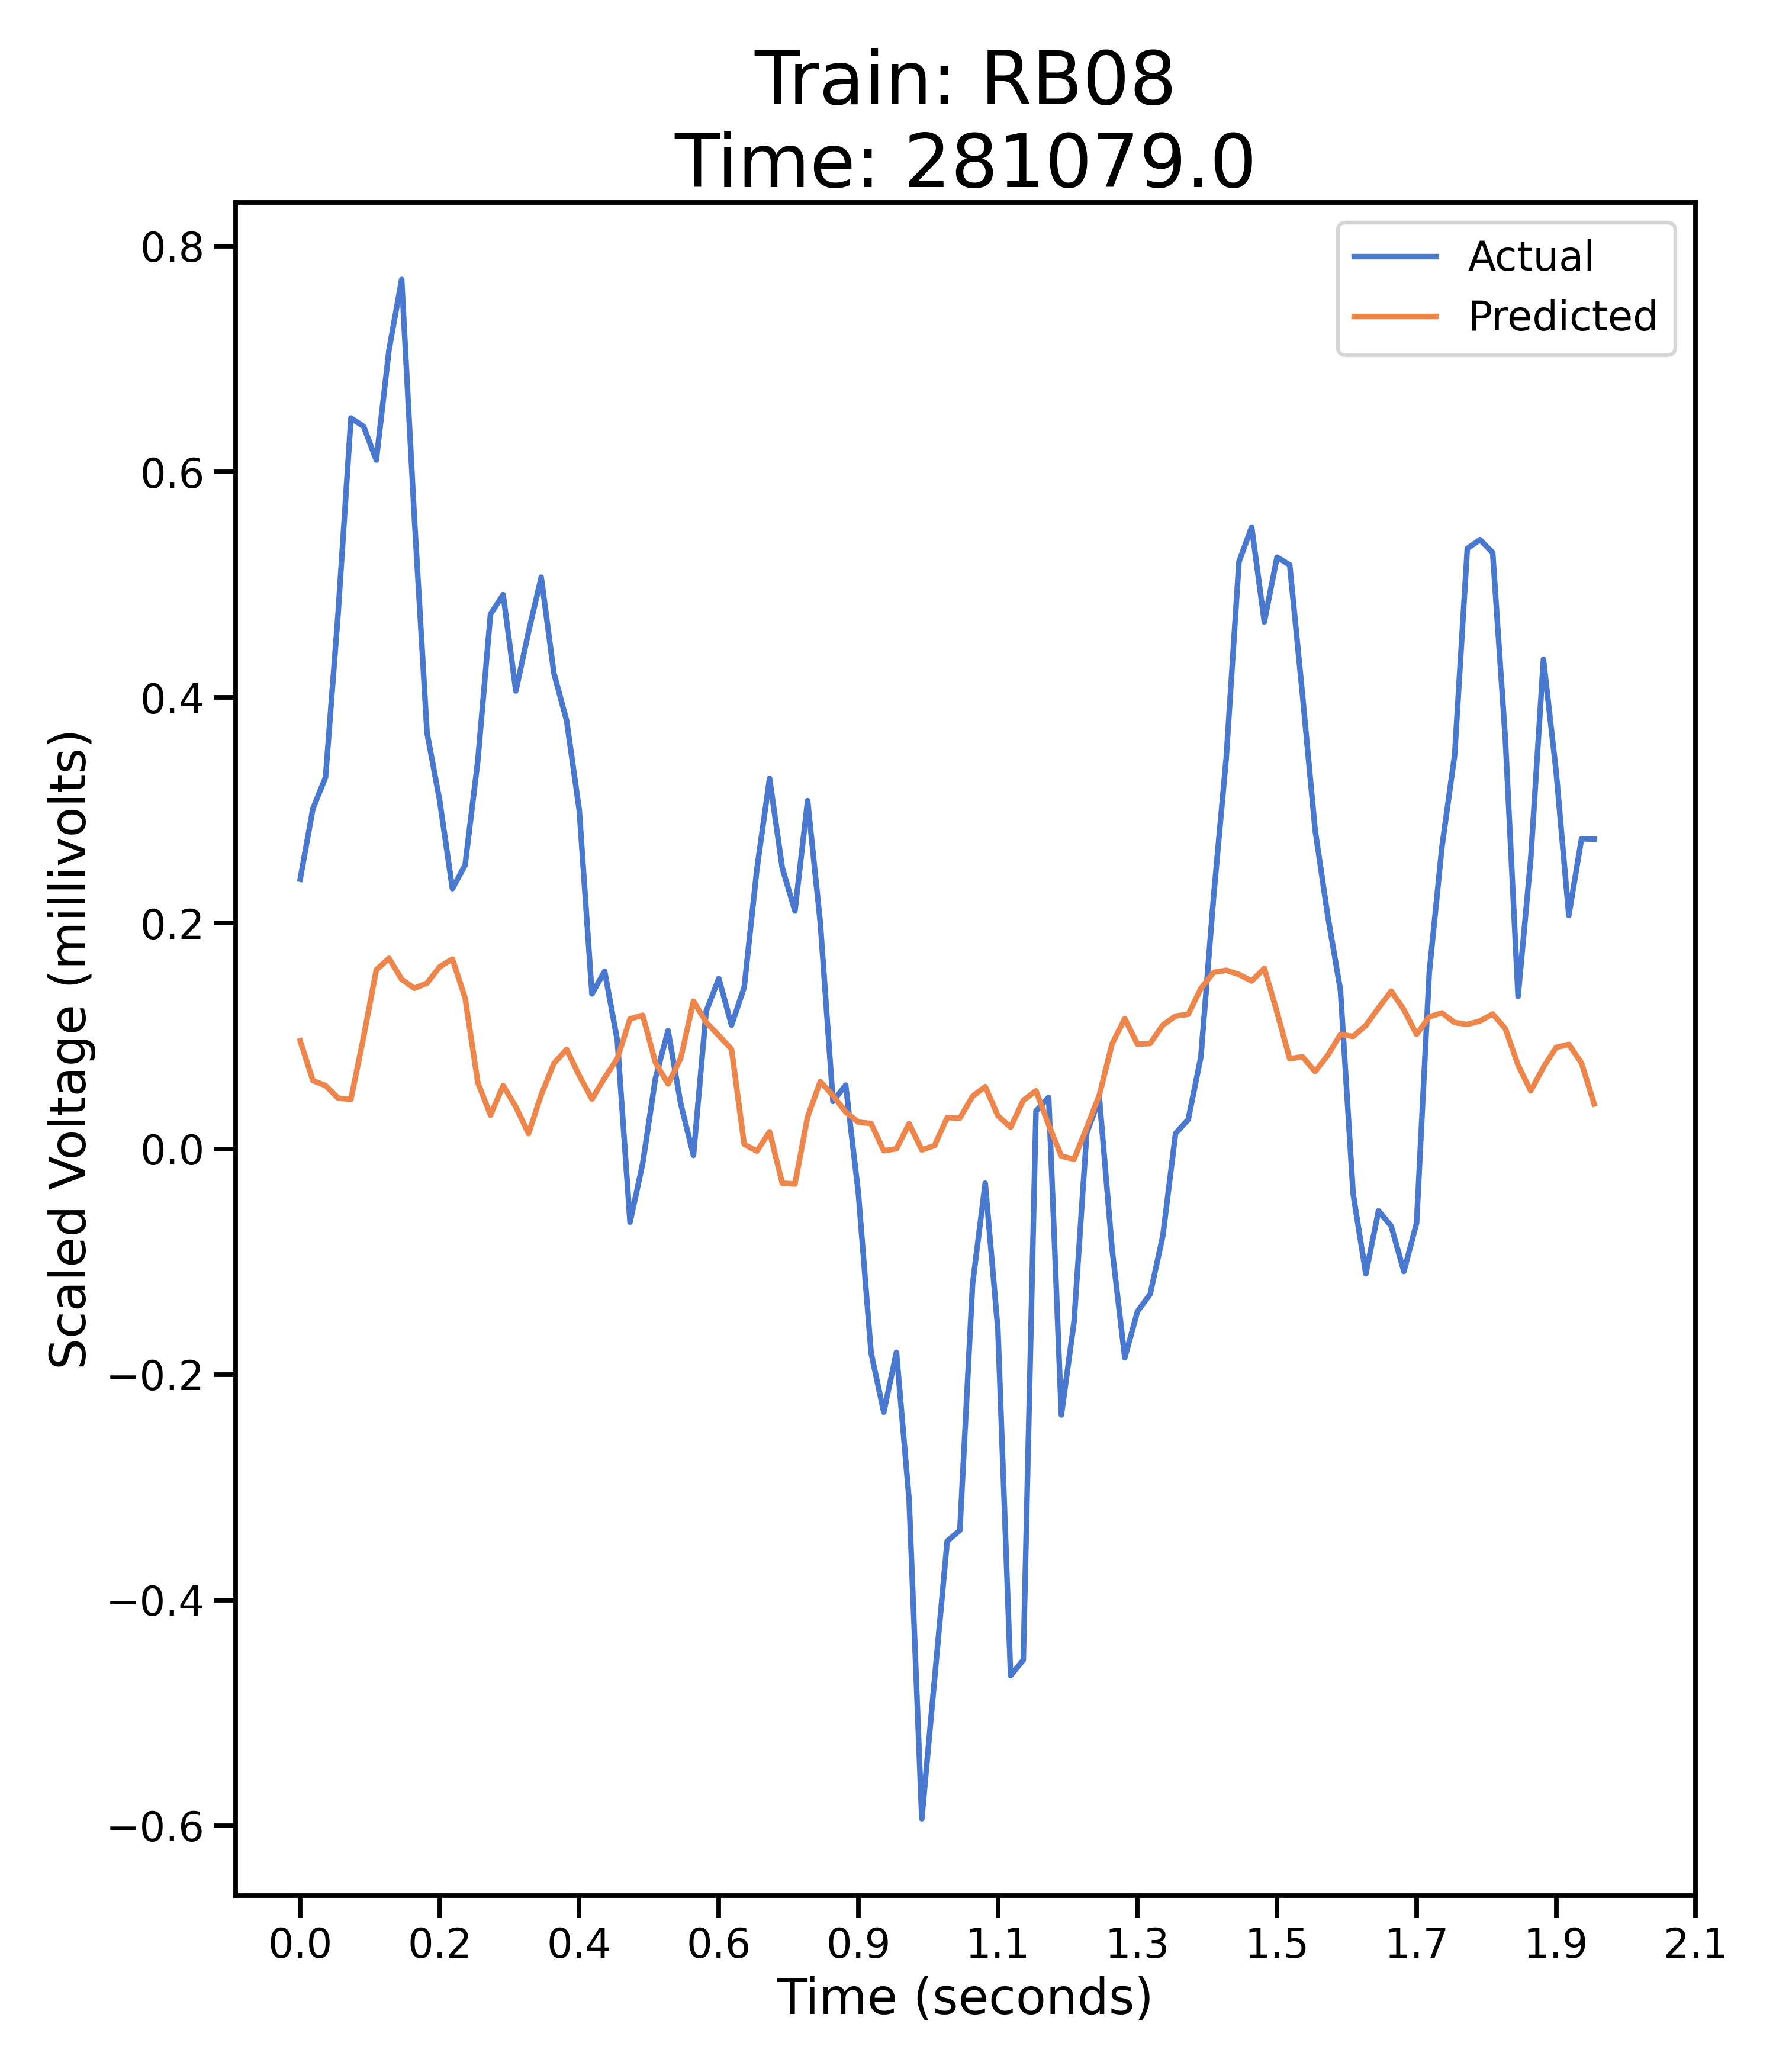 Train: RB08
Time: 281079.0
Actual
Predicted
Scaled Voltage (millivolts)
0.8
0.6
0.4
0.2
0.0
−0.2
−0.4
−0.6
0.0 0.2 0.4 0.6 0.9 1.1 1.3 1.5 1.7 1.9 2.1
Time (seconds)